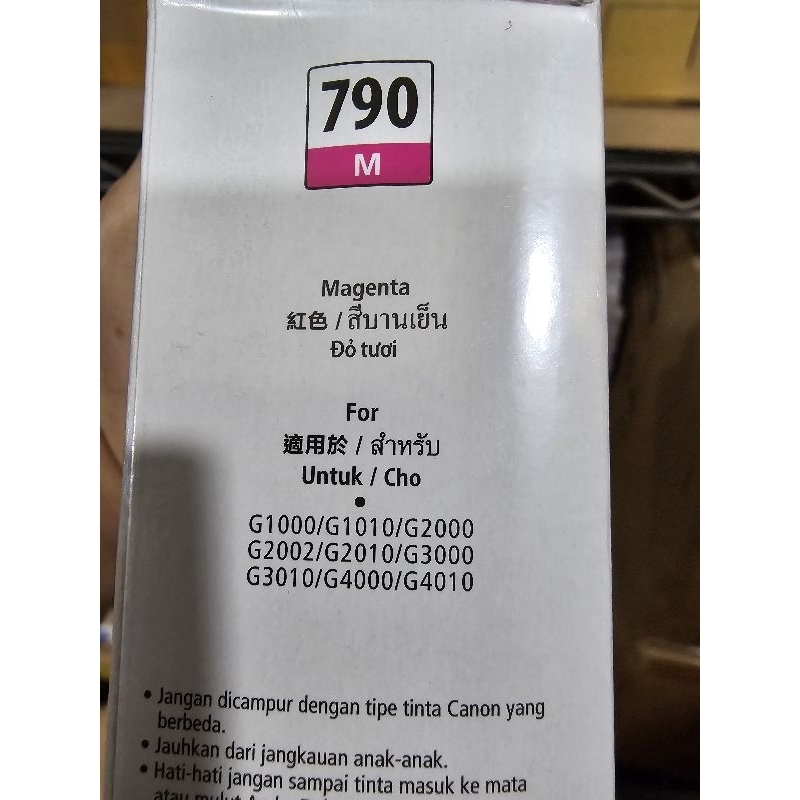 790
M
Magenta
紅色 / สีบานเย็น
Đỏ tươi
For
適用於 / สำหรับ
Untuk / Cho
G1000/G1010/G2000
G2002/G2010/G3000
G3010/G4000/G4010
• Jangan dicampur dengan tipe tinta Canon yang
berbeda.
• Jauhkan dari jangkauan anak-anak.
• Hati-hati jangan sampai tinta masuk ke mata
atau mulut